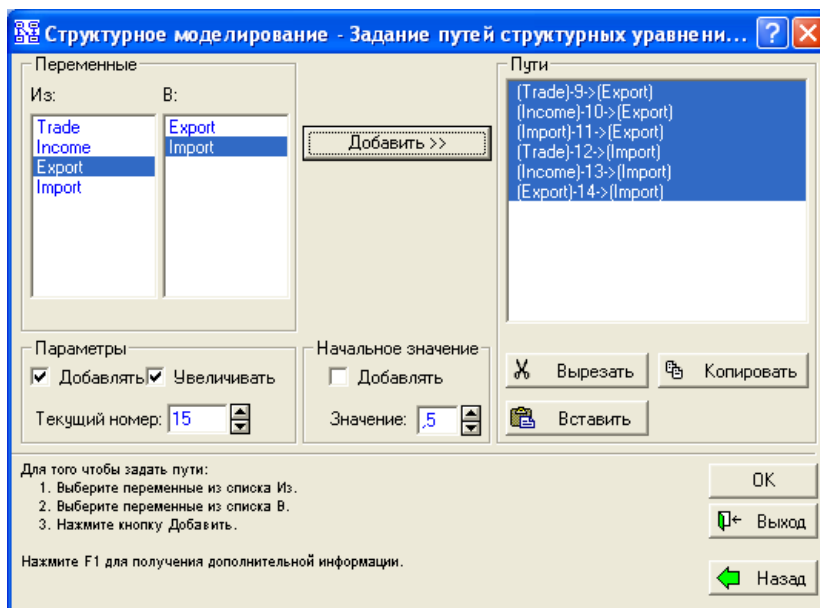 Структурное моделирование - Задание путей структурных уравнени...
Переменные
Из:
В:
Trade
Income
Export
Import
Export
Import
Добавить >>
Пути
(Trade)-9->(Export)
(Income)-10->(Export)
(Import)-11->(Export)
(Trade)-12->(Import)
(Income)-13->(Import)
(Export)-14->(Import)
Параметры
Добавлять
Увеличивать
Текущий номер: 15
Начальное значение
Добавлять
Значение: ,5
Вырезать
Копировать
Вставить
Для того чтобы задать пути:
1. Выберите переменные из списка Из.
2. Выберите переменные из списка В.
3. Нажмите кнопку Добавить.
Нажмите F1 для получения дополнительной информации.
OK
Выход
Назад